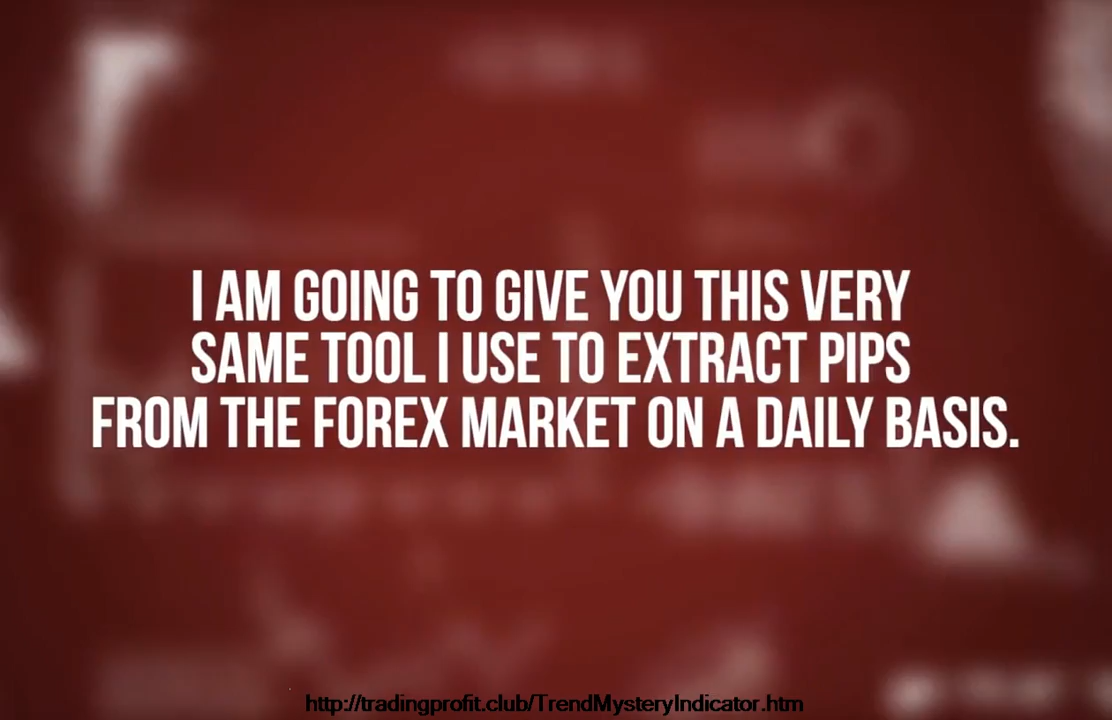 I AM GOING TO GIVE YOU THIS VERY
SAME TOOL I USE TO EXTRACT PIPS
FROM THE FOREX MARKET ON A DAILY BASIS.
http://tradingprofit.club/TrendMysteryIndicator.htm